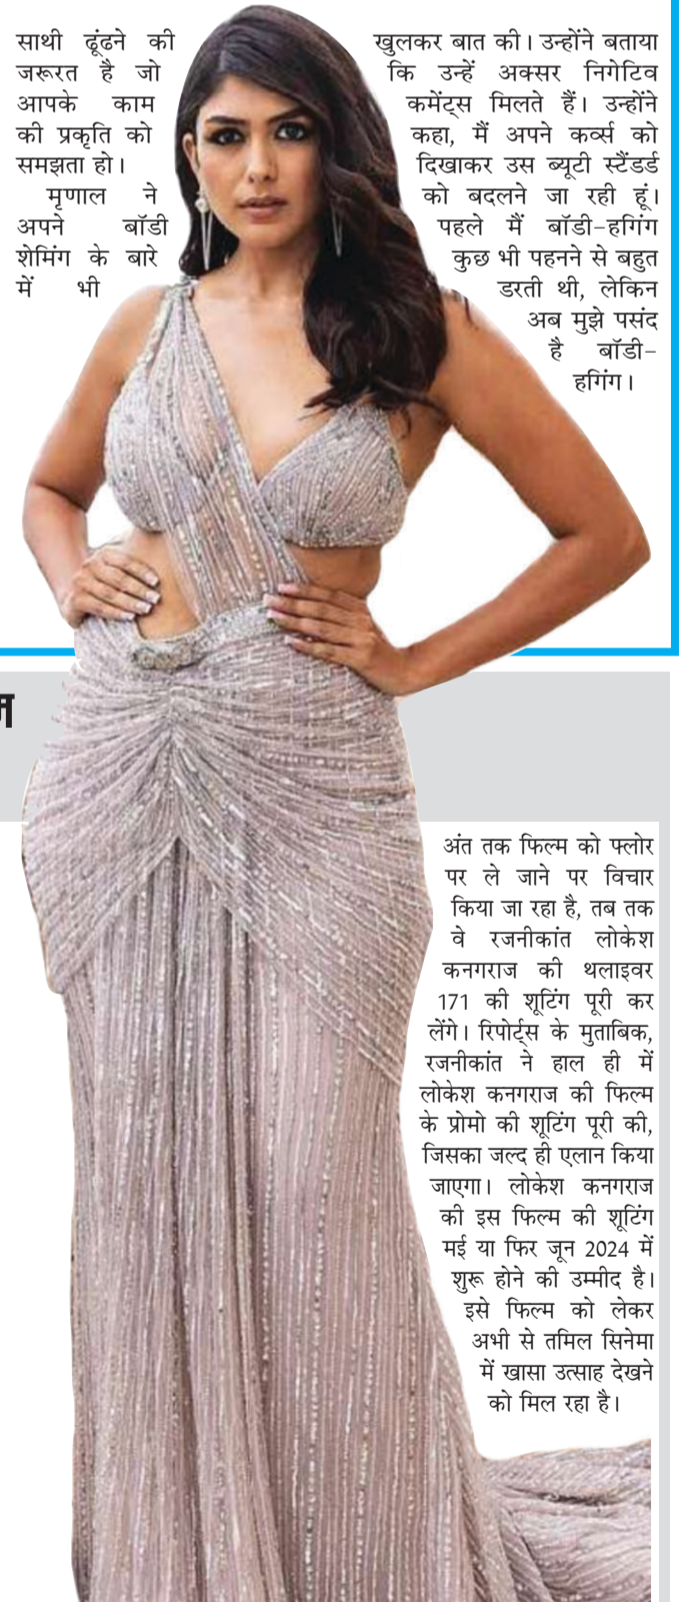 साथी ढूंढने की
जरूरत है जो
आपके काम
की प्रकृति को
समझता हो।
मृणाल ने
अपने बॉडी
शेमिंग के बारे
में भी
खुलकर बात की। उन्होंने बताया
कि उन्हें अक्सर निगेटिव
कमेंट्स मिलते हैं। उन्होंने
कहा, मैं अपने कर्व्स को
दिखाकर उस ब्यूटी स्टैंडर्ड
को बदलने जा रही हूं।
पहले मैं बॉडी-हगिंग
कुछ भी पहनने से बहुत
डरती थी, लेकिन
अब मुझे पसंद
है बॉडी-
हगिंग।
अंत तक फिल्म को फ्लोर
पर ले जाने पर विचार
किया जा रहा है, तब तक
वे रजनीकांत लोकेश
कनगराज की थलाइवर
171 की शूटिंग पूरी कर
लेंगे। रिपोर्ट्स के मुताबिक,
रजनीकांत ने हाल ही में
लोकेश कनगराज की फिल्म
के प्रोमो की शूटिंग पूरी की,
जिसका जल्द ही एलान किया
जाएगा। लोकेश कनगराज
की इस फिल्म की शूटिंग
मई या फिर जून 2024 में
शुरू होने की उम्मीद है।
इसे फिल्म को लेकर
अभी से तमिल सिनेमा
में खासा उत्साह देखने
को मिल रहा है।